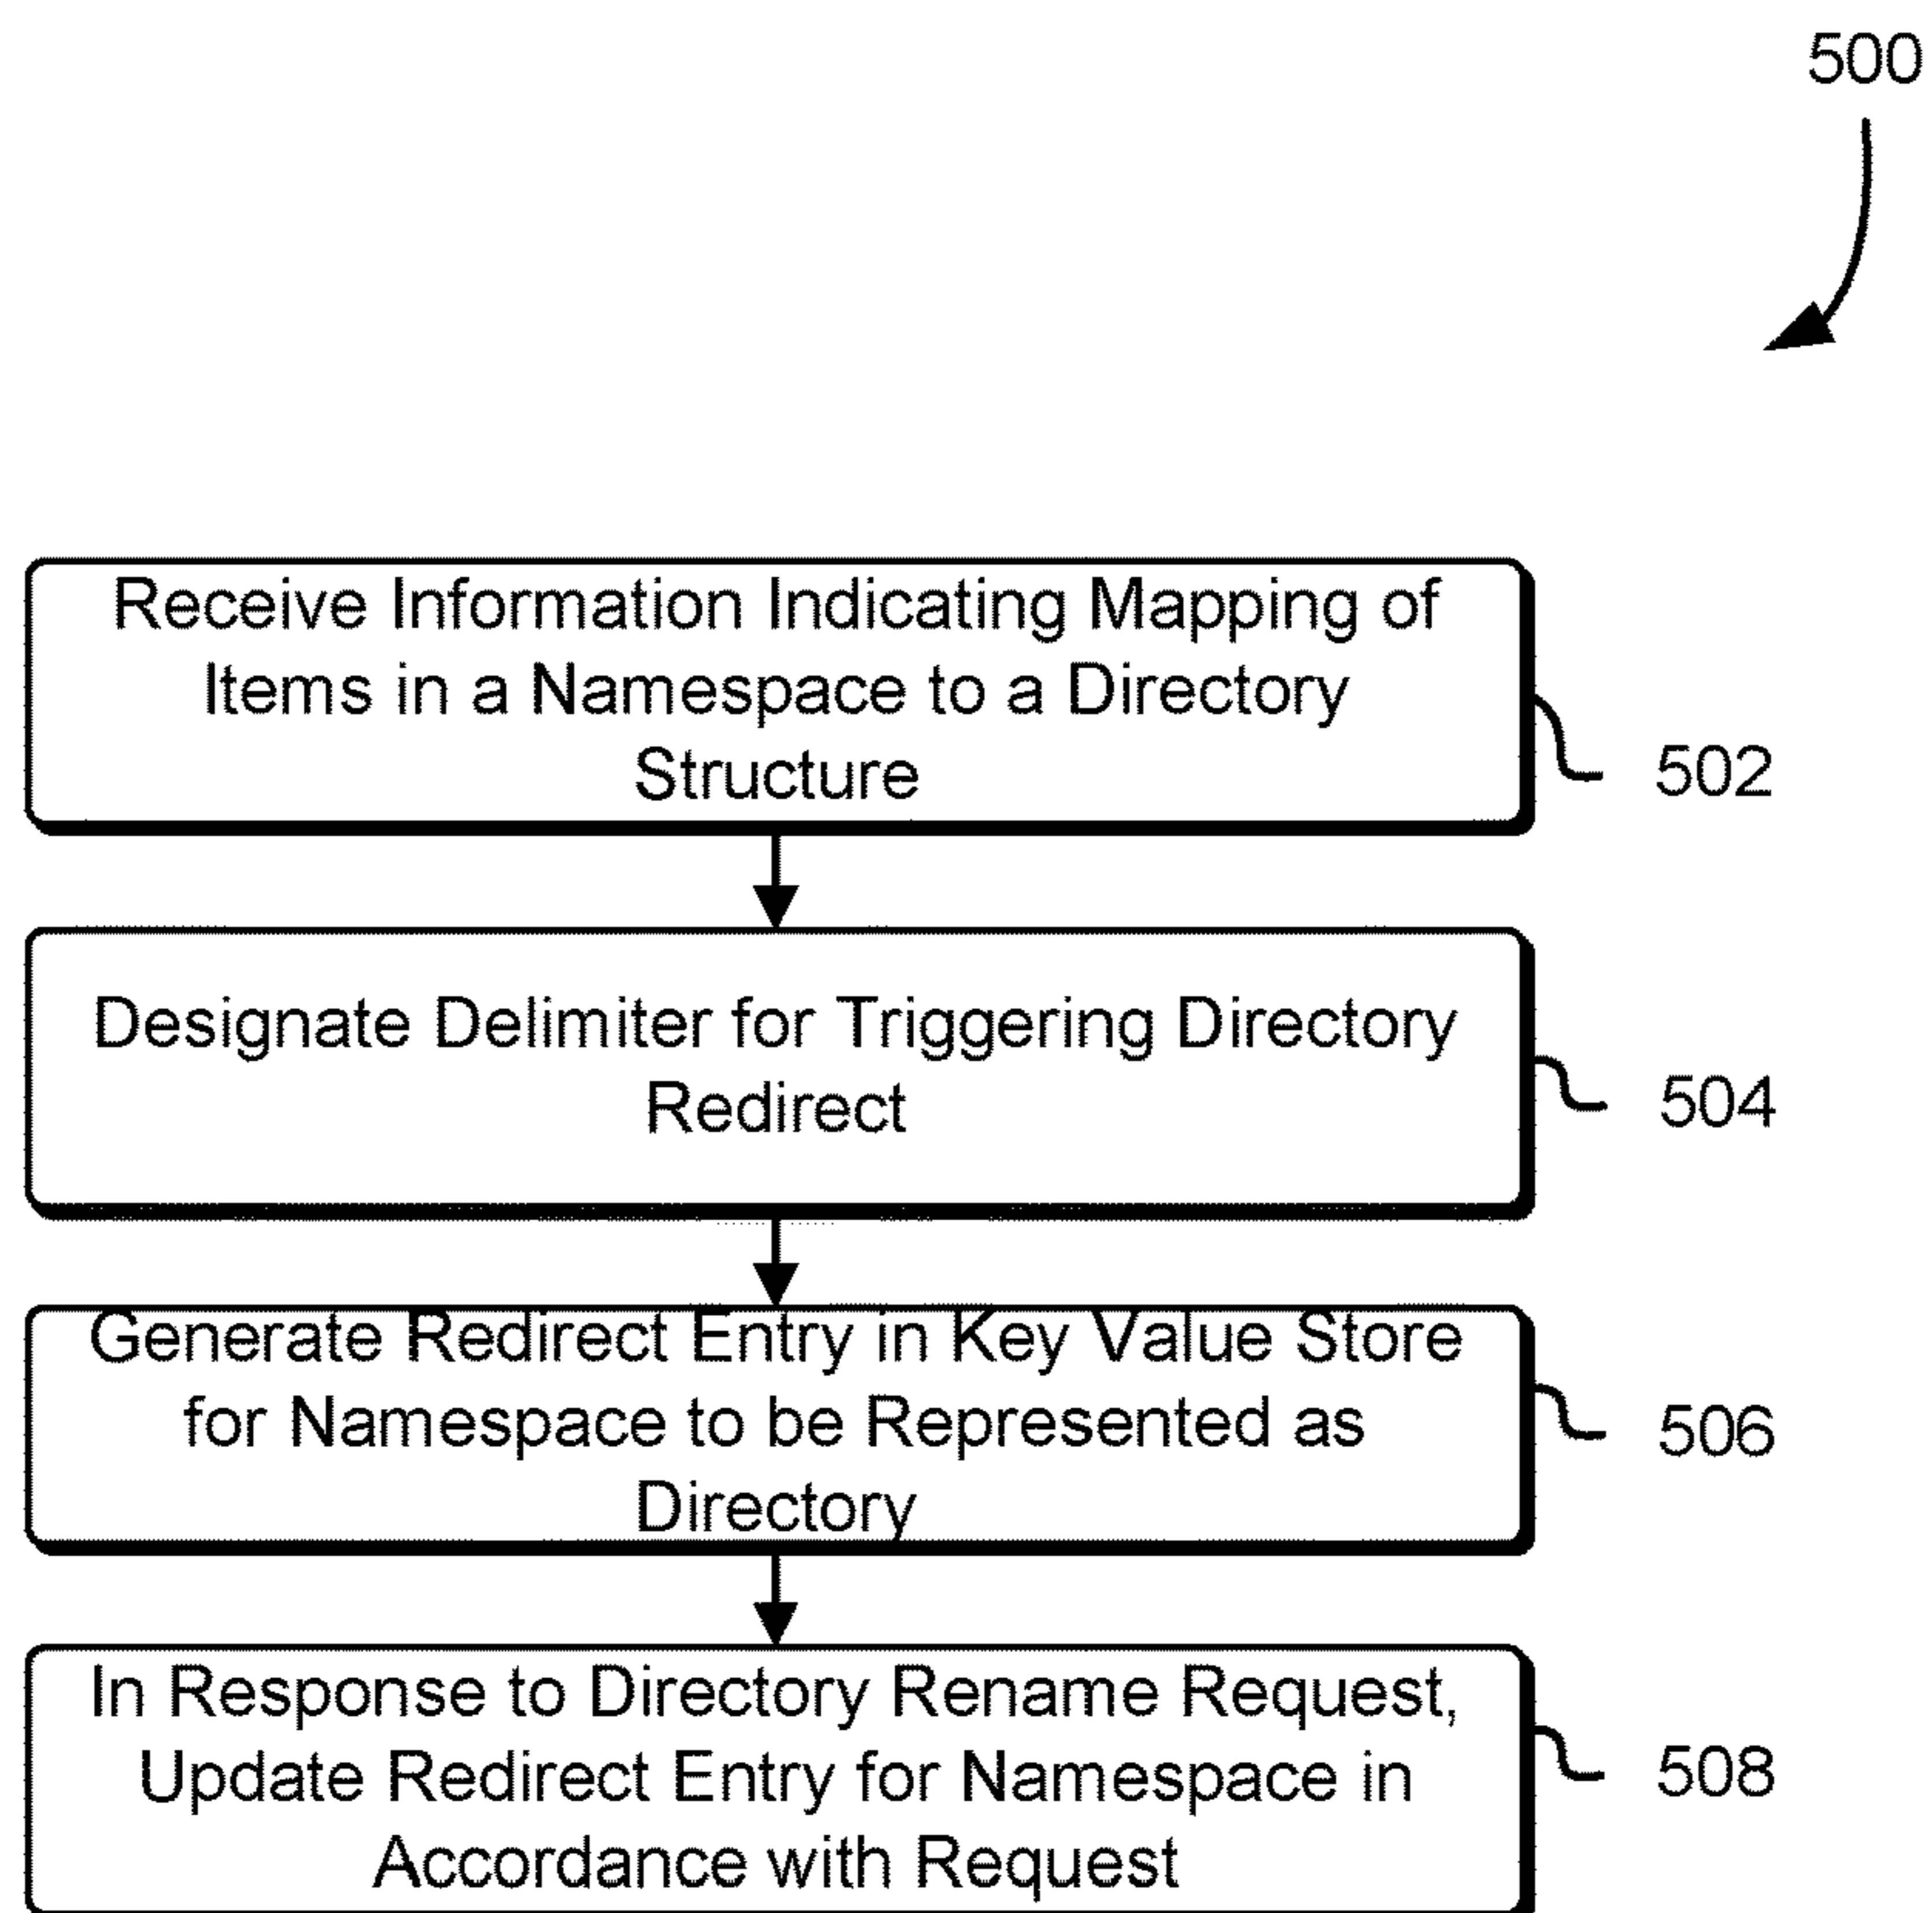 500
Receive Information Indicating Mapping of
Items in a Namespace to a Directory
Structure
502
Designate Delimiter for Triggering Directory
Redirect
504
Generate Redirect Entry in Key Value Store
for Namespace to be Represented as
Directory
506
In Response to Directory Rename Request,
Update Redirect Entry for Namespace in
Accordance with Request
508